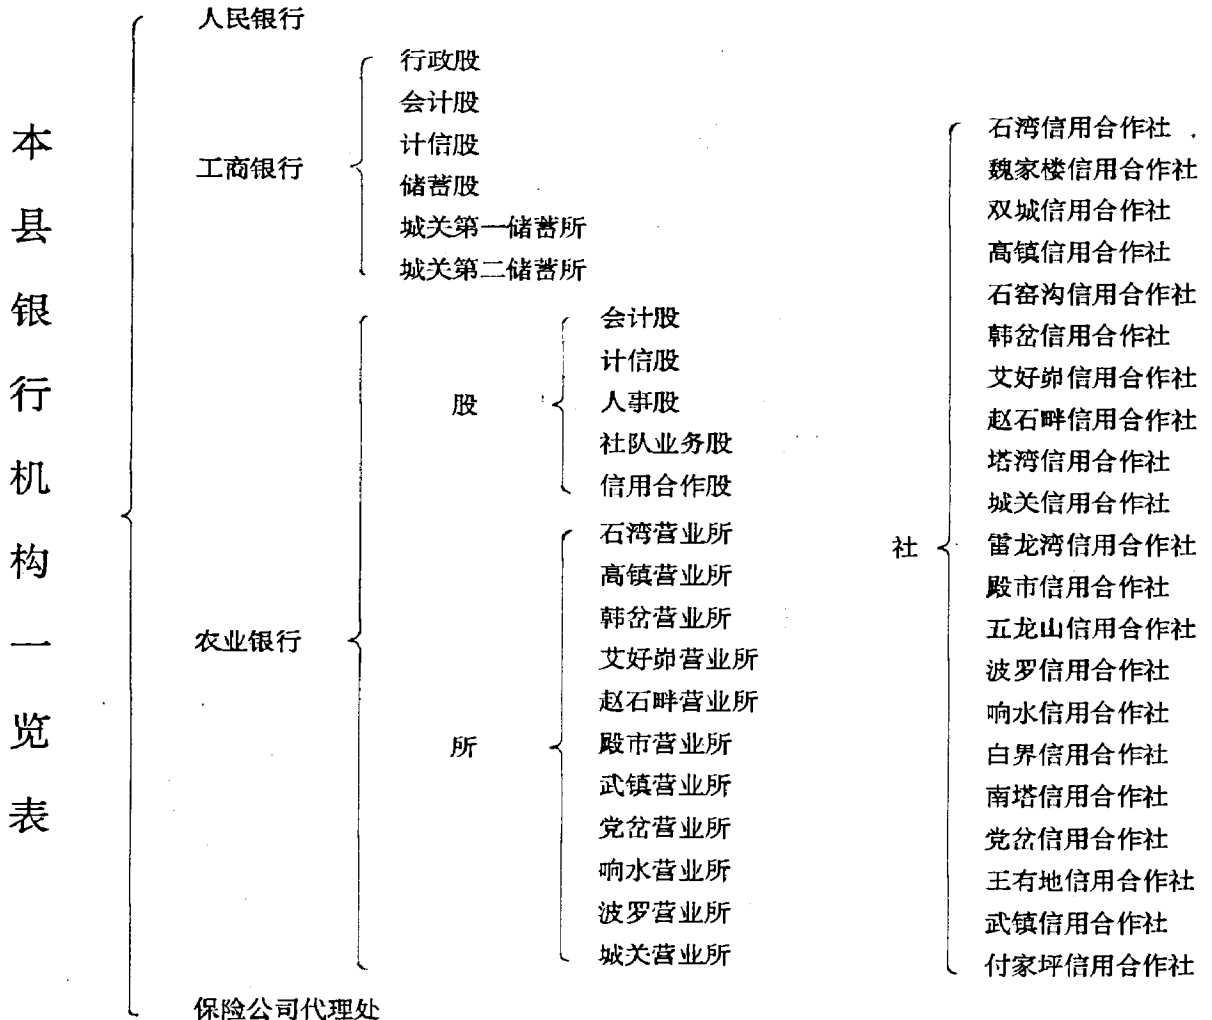 本县银行机构一览表
人民银行
工商银行
行政股
会计股
计信股
储蓄股
城关第一储蓄所
城关第二储蓄所
农业银行
股
会计股
计信股
人事股
社队业务股
信用合作股
所
石湾营业所
高镇营业所
韩岔营业所
艾好峁营业所
赵石畔营业所
殿市营业所
武镇营业所
党岔营业所
响水营业所
波罗营业所
城关营业所
社
石湾信用合作社
魏家楼信用合作社
双城信用合作社
高镇信用合作社
石窑沟信用合作社
韩岔信用合作社
艾好峁信用合作社
赵石畔信用合作社
塔湾信用合作社
城关信用合作社
雷龙湾信用合作社
殿市信用合作社
五龙山信用合作社
波罗信用合作社
响水信用合作社
白界信用合作社
南塔信用合作社
党岔信用合作社
王有地信用合作社
武镇信用合作社
付家坪信用合作社
保险公司代理处